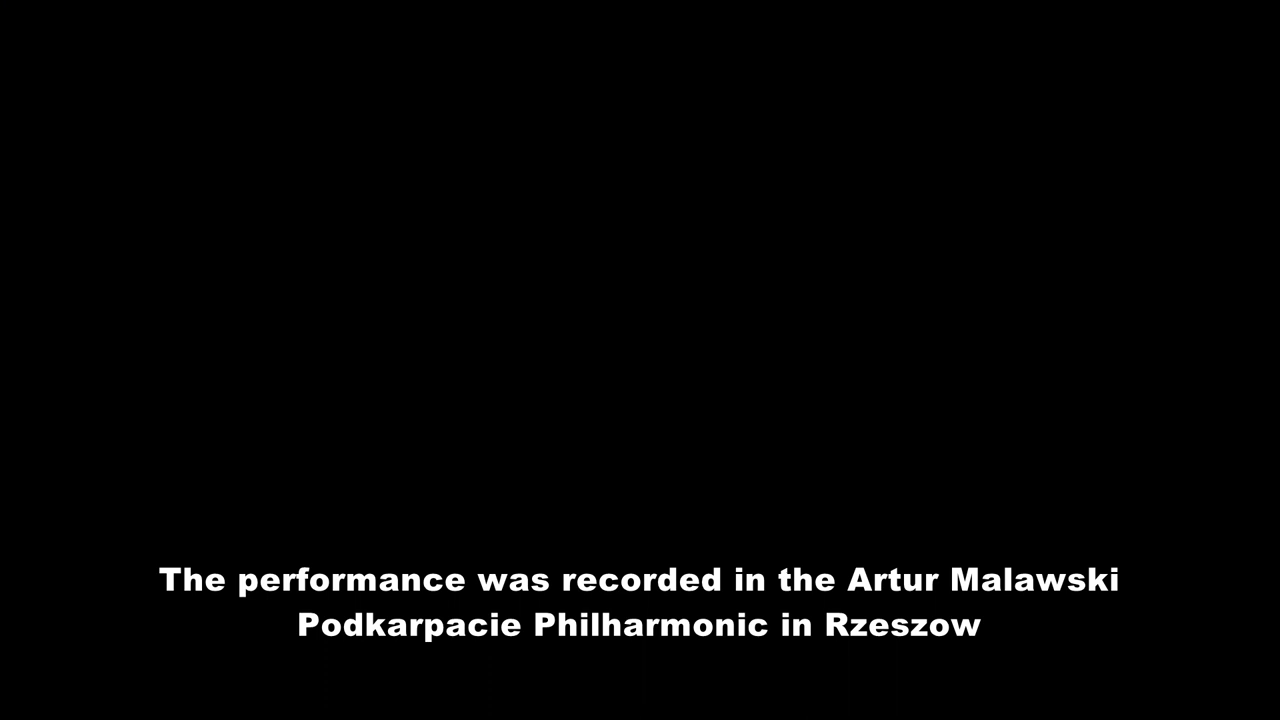 The performance was recorded in the Artur Malawski
Podkarpacie Philharmonic in Rzeszow